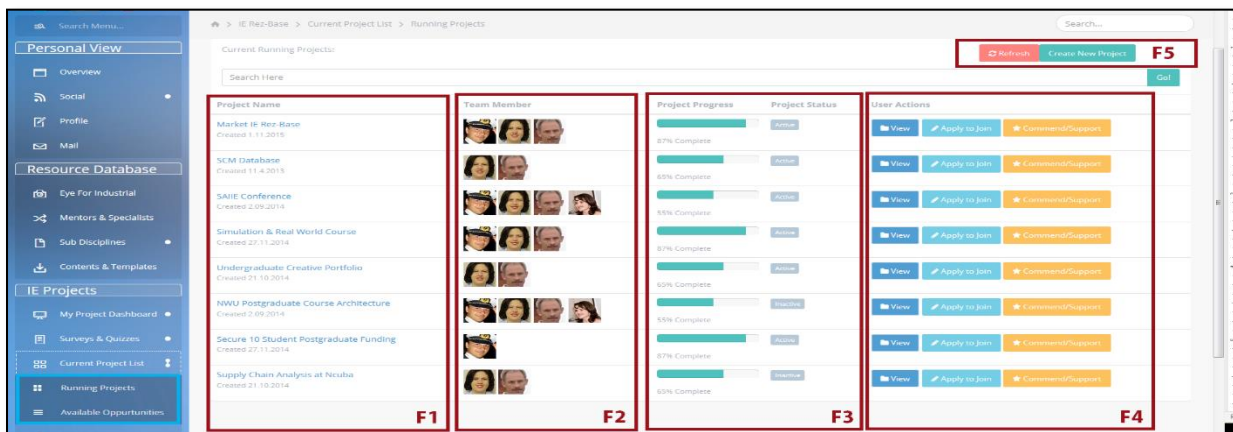 Search Menu...
Personal View
Overview
Social
Profile
Mail
Resource Database
Eye For Industrial
Mentors & Specialists
Sub Disciplines
Contents & Templates
IE Projects
My Project Dashboard
Surveys & Quizzes
Current Project List
Running Projects
Available Oppurtunities
> IE Rez-Base > Current Project List > Running Projects
Search...
Current Running Projects:
Refresh Create New Project F5
Search Here Go!
Project Name Team Member Project Progress Project Status User Actions
Market IE Rez-Base Active View Apply to Join Commend/Support
Created 1.11.2015 87% Complete
SCM Database Active View Apply to Join Commend/Support
Created 11.4.2015 65% Complete
SAIIE Conference Active View Apply to Join Commend/Support
Created 2.09.2014 55% Complete
Simulation & Real World Course Active View Apply to Join Commend/Support
Created 27.11.2014 87% Complete
Undergraduate Creative Portfolio Active View Apply to Join Commend/Support
Created 21.10.2014 65% Complete
NWU Postgraduate Course Architecture Inactive View Apply to Join Commend/Support
Created 2.09.2014 55% Complete
Secure 10 Student Postgraduate Funding Active View Apply to Join Commend/Support
Created 27.11.2014 87% Complete
Supply Chain Analysis at Ncuba Inactive View Apply to Join Commend/Support
Created 21.10.2014 65% Complete
F1 F2 F3 F4